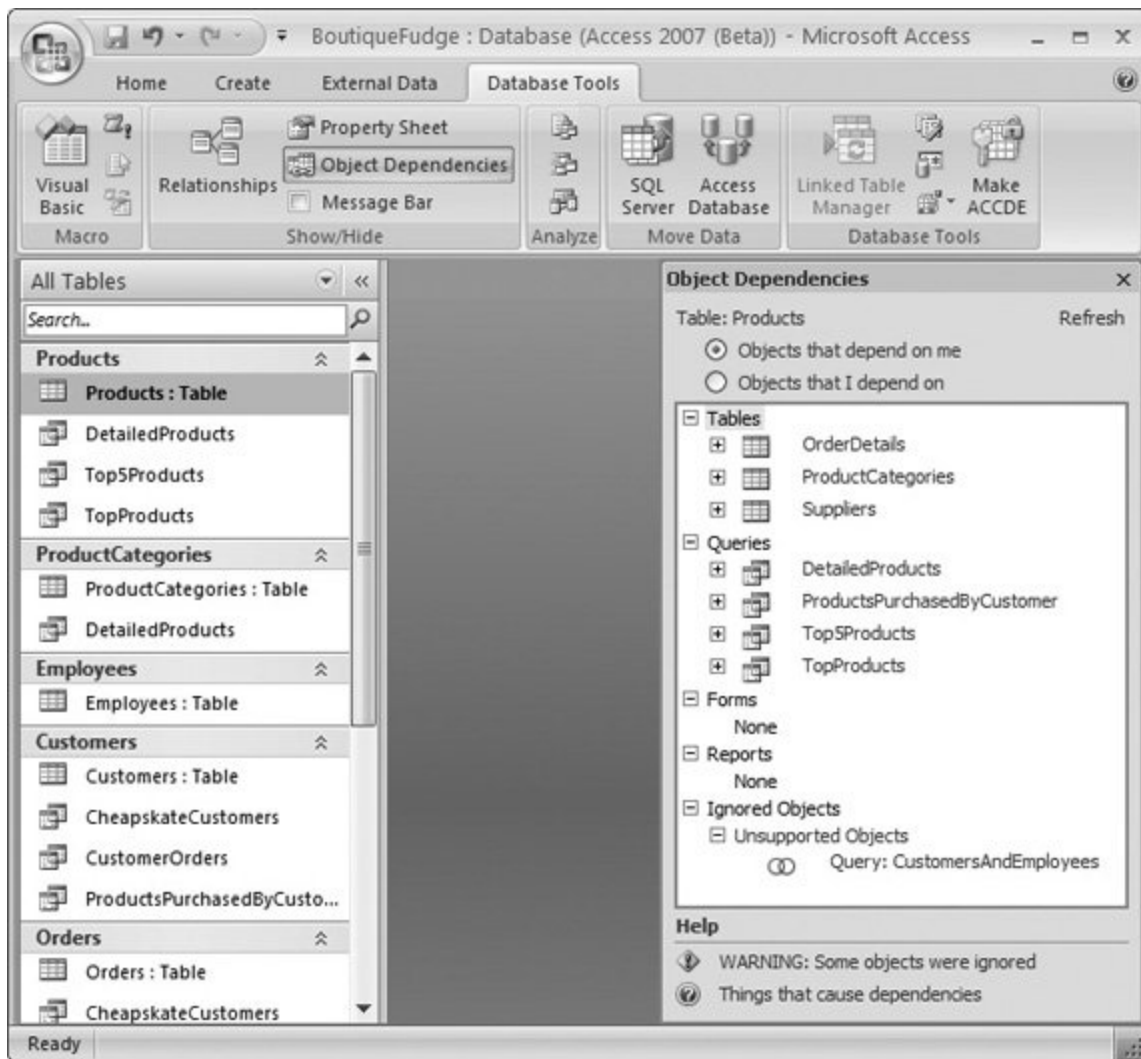 BoutiqueFudge : Database (Access 2007 (Beta)) - Microsoft Access
Home Create External Data Database Tools
Visual Basic
Macro
Relationships
Property Sheet
Object Dependencies
Message Bar
Show/Hide
Analyze
SQL Server
Access Database
Move Data
Linked Table Manager
Make ACCDE
Database Tools
All Tables
Search...
Products
Products : Table
DetailedProducts
Top5Products
TopProducts
ProductCategories
ProductCategories : Table
DetailedProducts
Employees
Employees : Table
Customers
Customers : Table
CheapskateCustomers
CustomerOrders
ProductsPurchasedByCusto...
Orders
Orders : Table
CheapskateCustomers
Object Dependencies
Table: Products Refresh
Objects that depend on me
Objects that I depend on
Tables
OrderDetails
ProductCategories
Suppliers
Queries
DetailedProducts
ProductsPurchasedByCustomer
Top5Products
TopProducts
Forms
None
Reports
None
Ignored Objects
Unsupported Objects
Query: CustomersAndEmployees
Help
WARNING: Some objects were ignored
Things that cause dependencies
Ready